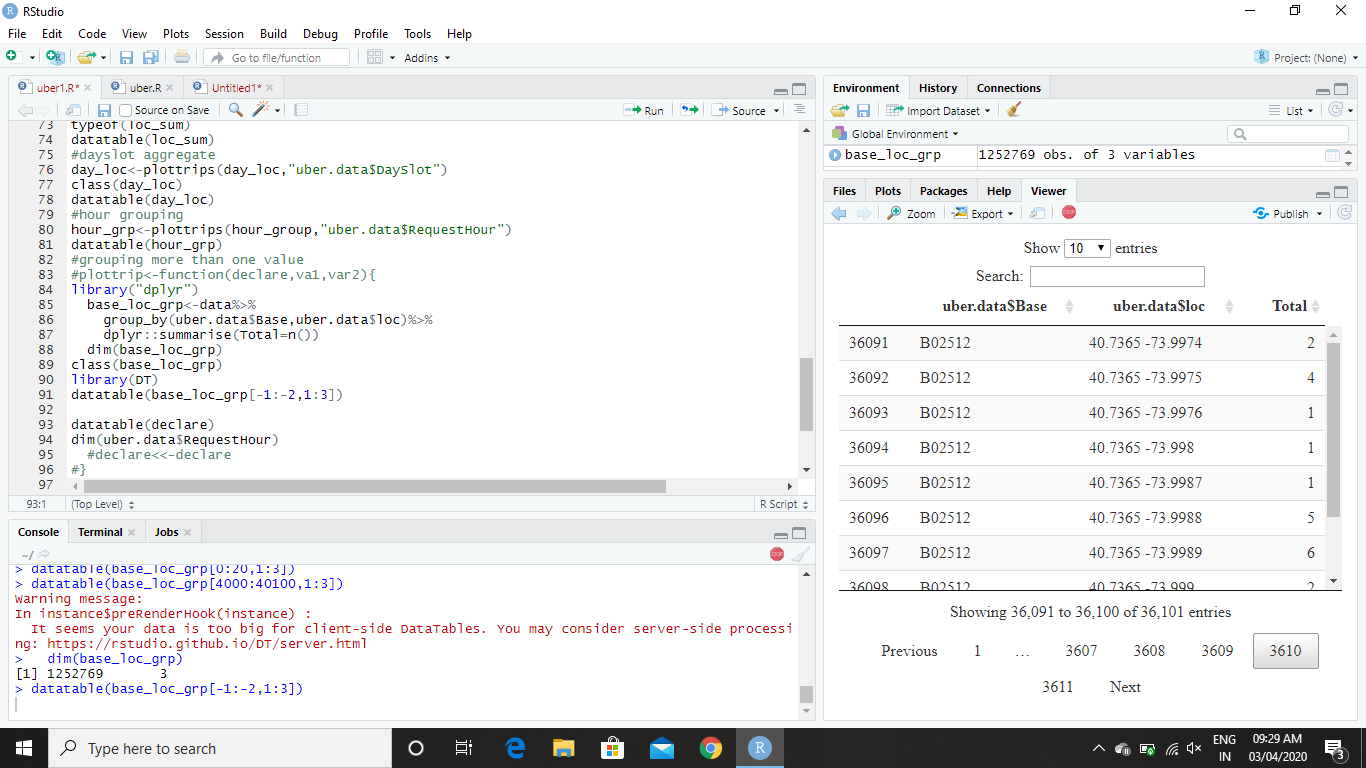 RStudio
File Edit Code View Plots Session Build Debug Profile Tools Help
Go to file/function
Addins
Project: (None)
uber1.R* uber.R Untitled1*
Source on Save
Run
Source
73 typeof(loc_sum)
74 datatable(loc_sum)
75 #dayslot aggregate
76 day_loc<-plottrips(day_loc,"uber.data$DaySlot")
77 class(day_loc)
78 datatable(day_loc)
79 #hour grouping
80 hour_grp<-plottrips(hour_group,"uber.data$RequestHour")
81 datatable(hour_grp)
82 #grouping more than one value
83 #plottrip<-function(declare,va1,var2){
84 library("dplyr")
85 base_loc_grp<-data%>%
86 group_by(uber.data$Base,uber.data$loc)%>%
87 dplyr::summarise(Total=n())
88 dim(base_loc_grp)
89 class(base_loc_grp)
90 library(DT)
91 datatable(base_loc_grp[-1:-2,1:3])
92
93 datatable(declare)
94 dim(uber.data$RequestHour)
95 #declare<<-declare
96 #}
97
93:1 (Top Level) R Script
Console Terminal Jobs
~/
> datatable(base_loc_grp[0:20,1:3])
> datatable(base_loc_grp[4000:40100,1:3])
Warning message:
In instance$preRenderHook(instance) :
It seems your data is too big for client-side DataTables. You may consider server-side processi
ng: https://rstudio.github.io/DT/server.html
> dim(base_loc_grp)
[1] 1252769 3
> datatable(base_loc_grp[-1:-2,1:3])
Environment History Connections
Import Dataset
List
Global Environment
base_loc_grp 1252769 obs. of 3 variables
Files Plots Packages Help Viewer
Zoom Export STOP Publish
Show 10 entries
Search:
uber.data$Base uber.data$loc Total
36091 B02512 40.7365 -73.9974 2
36092 B02512 40.7365 -73.9975 4
36093 B02512 40.7365 -73.9976 1
36094 B02512 40.7365 -73.998 1
36095 B02512 40.7365 -73.9987 1
36096 B02512 40.7365 -73.9988 5
36097 B02512 40.7365 -73.9989 6
36098 B02512 40.7365 -73.999 2
Showing 36,091 to 36,100 of 36,101 entries
Previous 1 … 3607 3608 3609 3610
3611 Next
Type here to search
ENG
IN
09:29 AM
03/04/2020
3